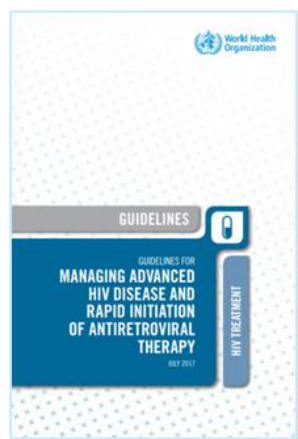 World Health
Organization
GUIDELINES
GUIDELINES FOR
MANAGING ADVANCED
HIV DISEASE AND
RAPID INITIATION
OF ANTIRETROVIRAL
THERAPY
JULY 2017
HIV TREATMENT